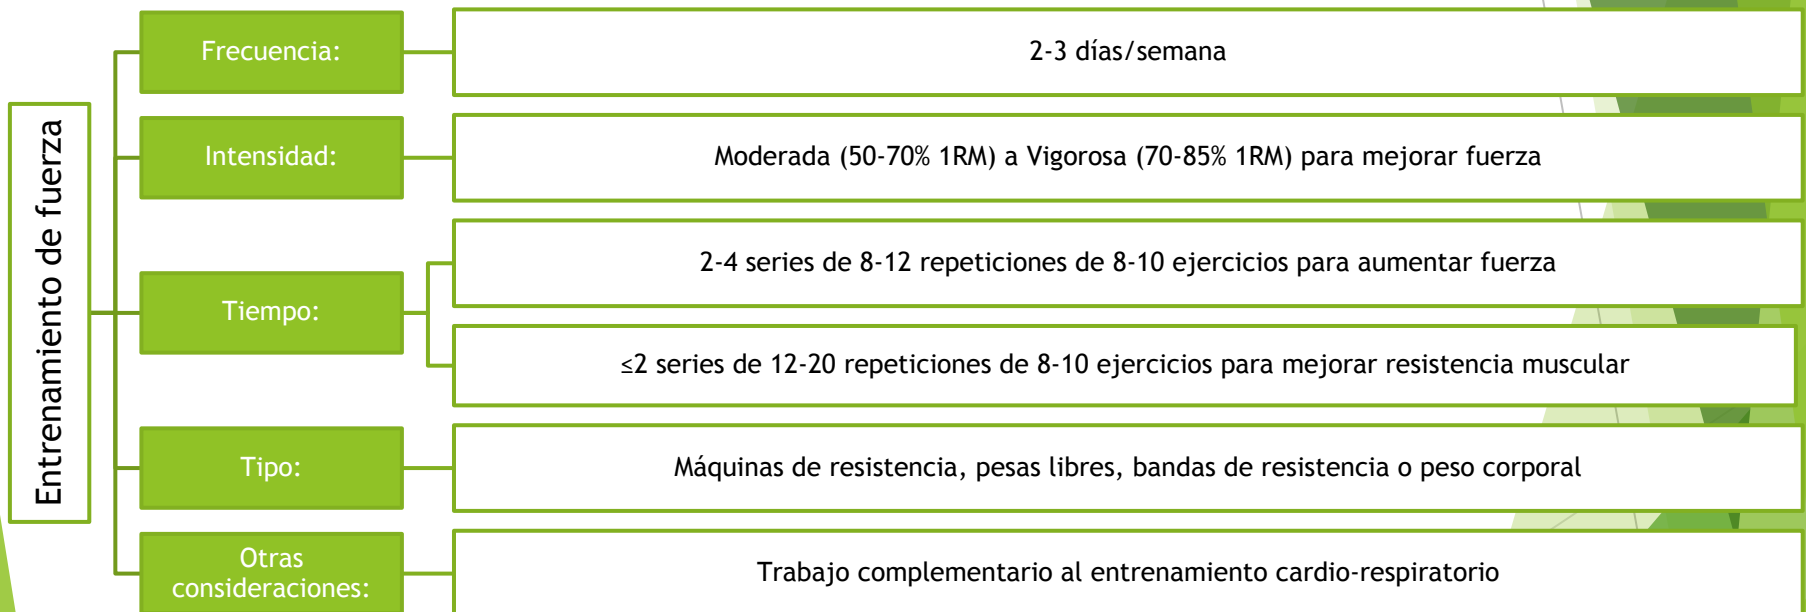 Entrenamiento de fuerza
Frecuencia:
2-3 días/semana
Intensidad:
Moderada (50-70% 1RM) a Vigorosa (70-85% 1RM) para mejorar fuerza
Tiempo:
2-4 series de 8-12 repeticiones de 8-10 ejercicios para aumentar fuerza
≤2 series de 12-20 repeticiones de 8-10 ejercicios para mejorar resistencia muscular
Tipo:
Máquinas de resistencia, pesas libres, bandas de resistencia o peso corporal
Otras
consideraciones:
Trabajo complementario al entrenamiento cardio-respiratorio